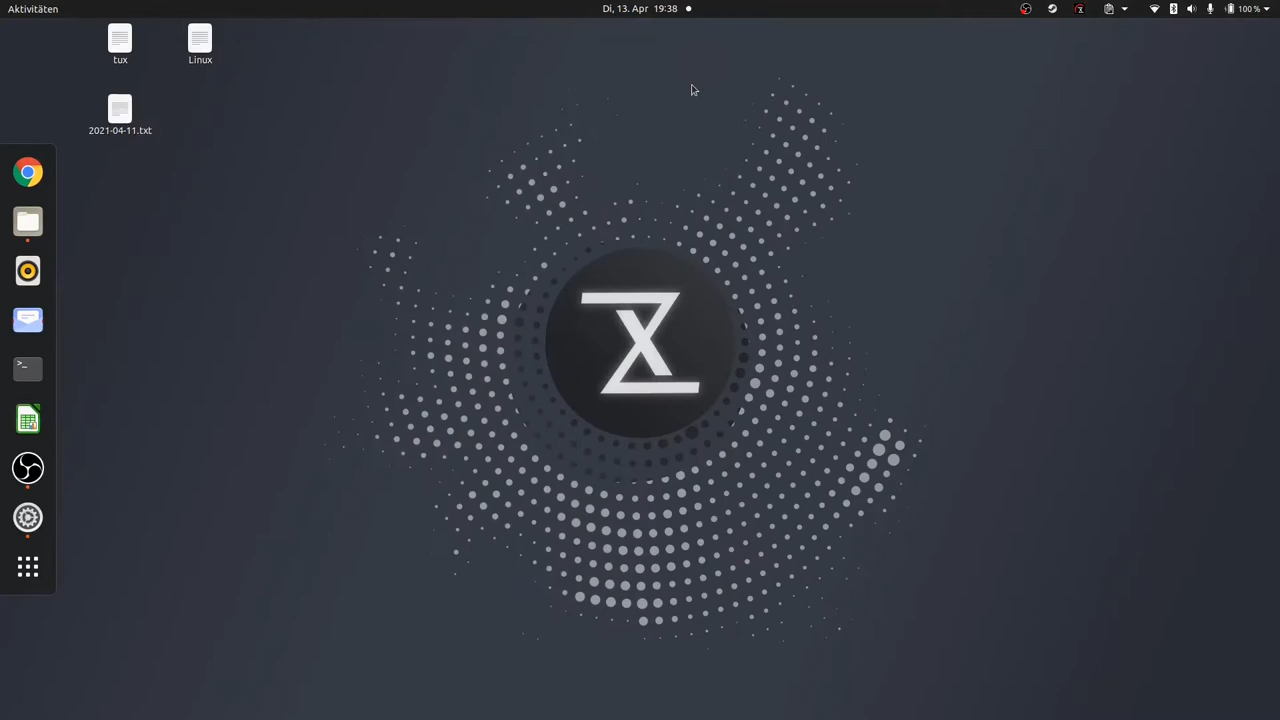 Aktivitäten
Di, 13. Apr 19:38
100 %
tux
Linux
2021-04-11.txt
>_